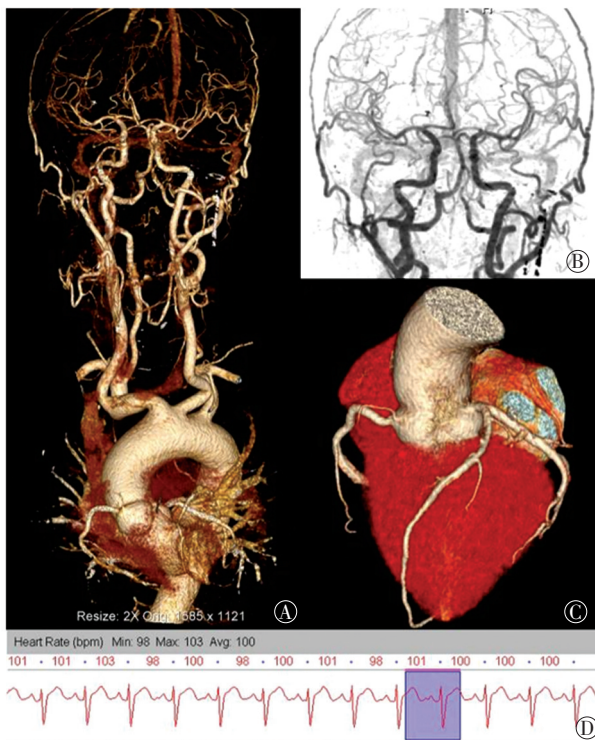 Resize: 2X Orig: 1585 x 1121
A
B
C
Heart Rate (bpm) Min: 98 Max: 103 Avg: 100
101 · 101 · 103 · 98 · 100 · 100 · 101 · 98 · 101 · 100 · 100 · 100 ·
D